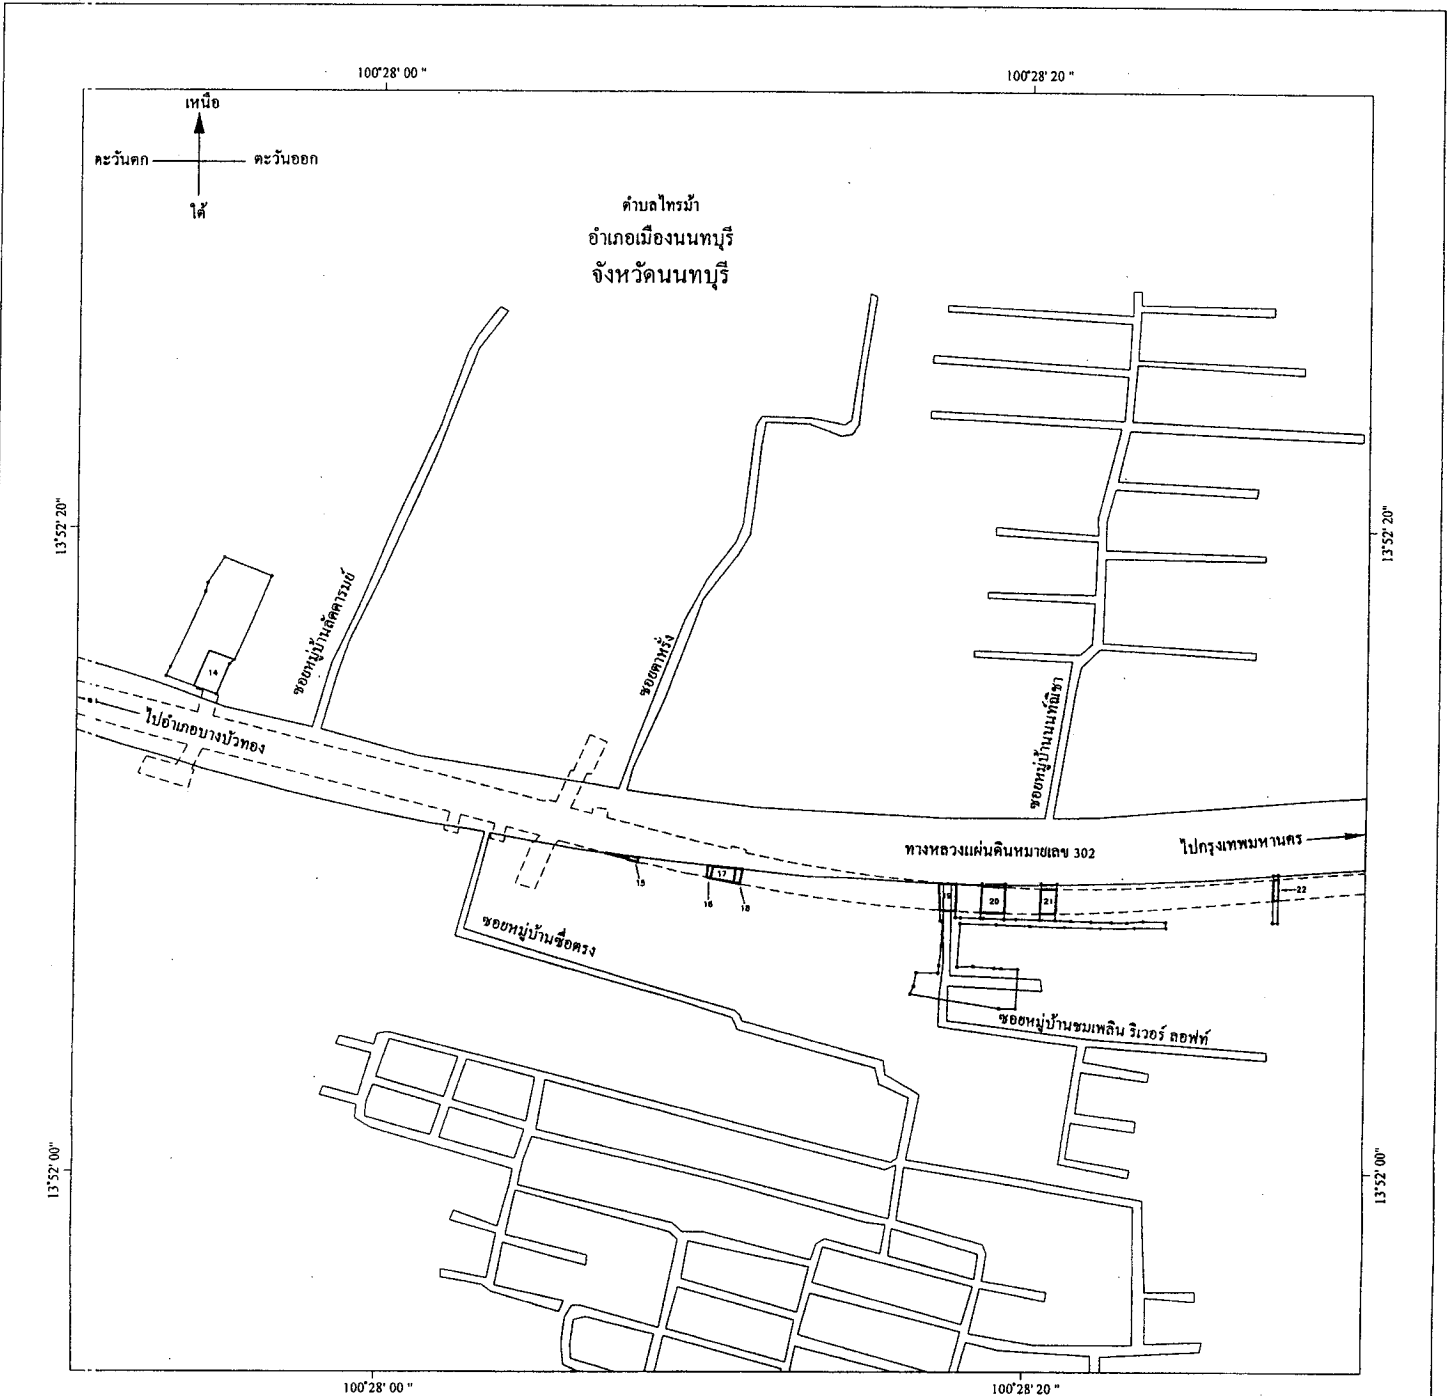 100°28' 00 "
100°28' 20 "
เหนือ
ตะวันตก
ตะวันออก
ใต้
ตำบลไทรม้า
อำเภอเมืองนนทบุรี
จังหวัดนนทบุรี
13°52' 20"
13°52' 20"
ซอยหมู่บ้านลัดดารมย์
ซอยตาหรั่ง
ซอยหมู่บ้านนนท์ณิชา
14
ไปอำเภอบางบัวทอง
ทางหลวงแผ่นดินหมายเลข 302
ไปกรุงเทพมหานคร
15
16
17
18
19
20
21
22
ซอยหมู่บ้านซื่อตรง
ซอยหมู่บ้านชมเพลิน ริเวอร์ ลอฟท์
13°52' 00"
13°52' 00"
100°28' 00 "
100°28' 20 "